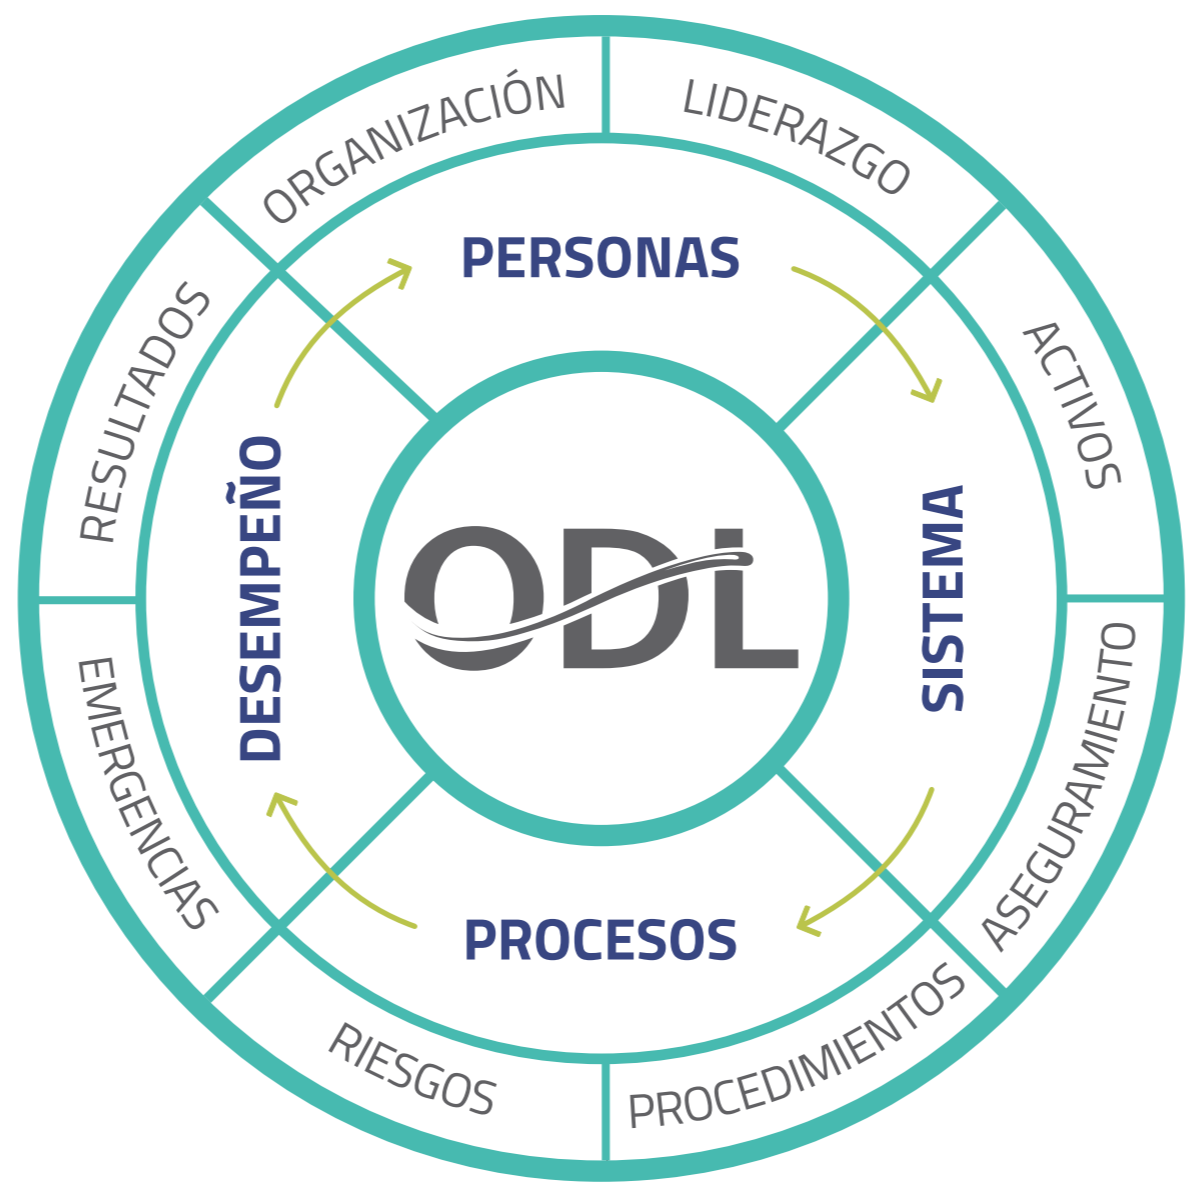 ORGANIZACIÓN
LIDERAZGO
ACTIVOS
ASEGURAMIENTO
PROCEDIMIENTOS
RIESGOS
EMERGENCIAS
RESULTADOS
PERSONAS
SISTEMA
PROCESOS
DESEMPEÑO
ODL